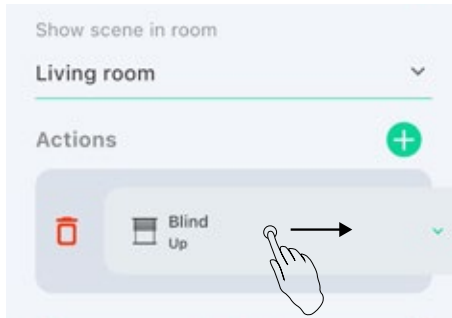 Show scene in room
Living room
Actions
Blind
Up